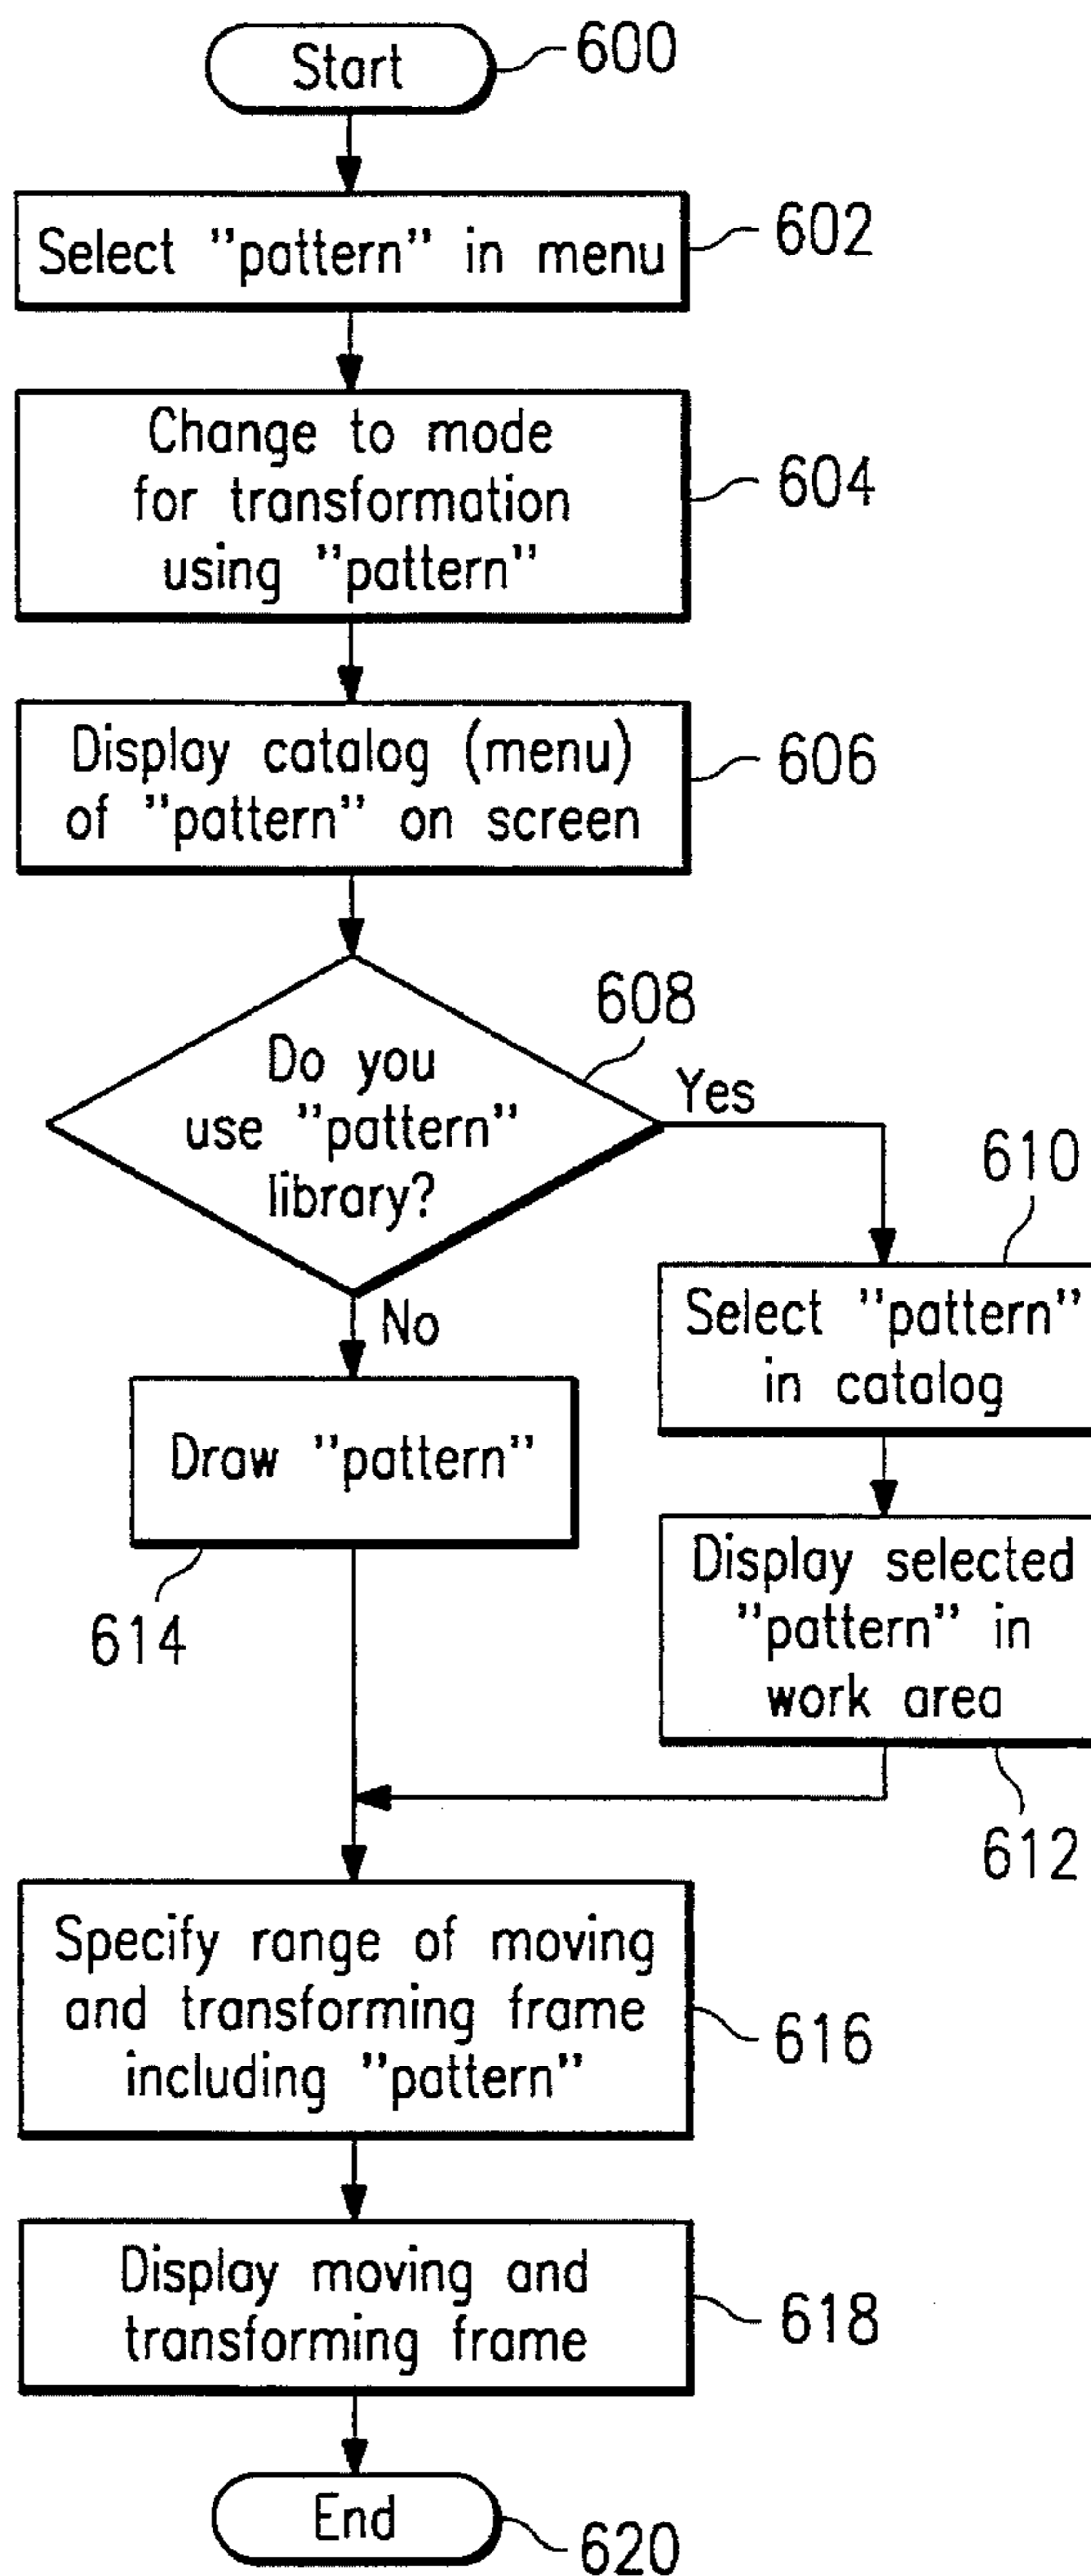 Start
600
Select "pattern" in menu
602
Change to mode
for transformation
using "pattern"
604
Display catalog (menu)
of "pattern" on screen
606
608
Do you
use "pattern"
library?
Yes
No
610
Select "pattern"
in catalog
Draw "pattern"
614
Display selected
"pattern" in
work area
612
Specify range of moving
and transforming frame
including "pattern"
616
Display moving and
transforming frame
618
End
620